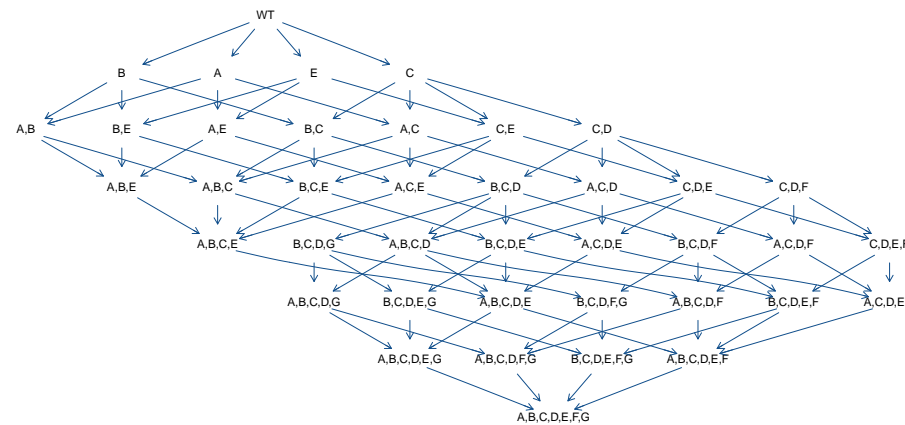 WT
B A E C
A,B B,E A,E B,C A,C C,E C,D
A,B,E A,B,C B,C,E A,C,E B,C,D A,C,D C,D,E C,D,F
A,B,C,E B,C,D,G A,B,C,D B,C,D,E A,C,D,E B,C,D,F A,C,D,F C,D,E,F
A,B,C,D,G B,C,D,E,G A,B,C,D,E B,C,D,F,G A,B,C,D,F B,C,D,E,F A,C,D,E
A,B,C,D,E,G A,B,C,D,F,G B,C,D,E,F,G A,B,C,D,E,F
A,B,C,D,E,F,G